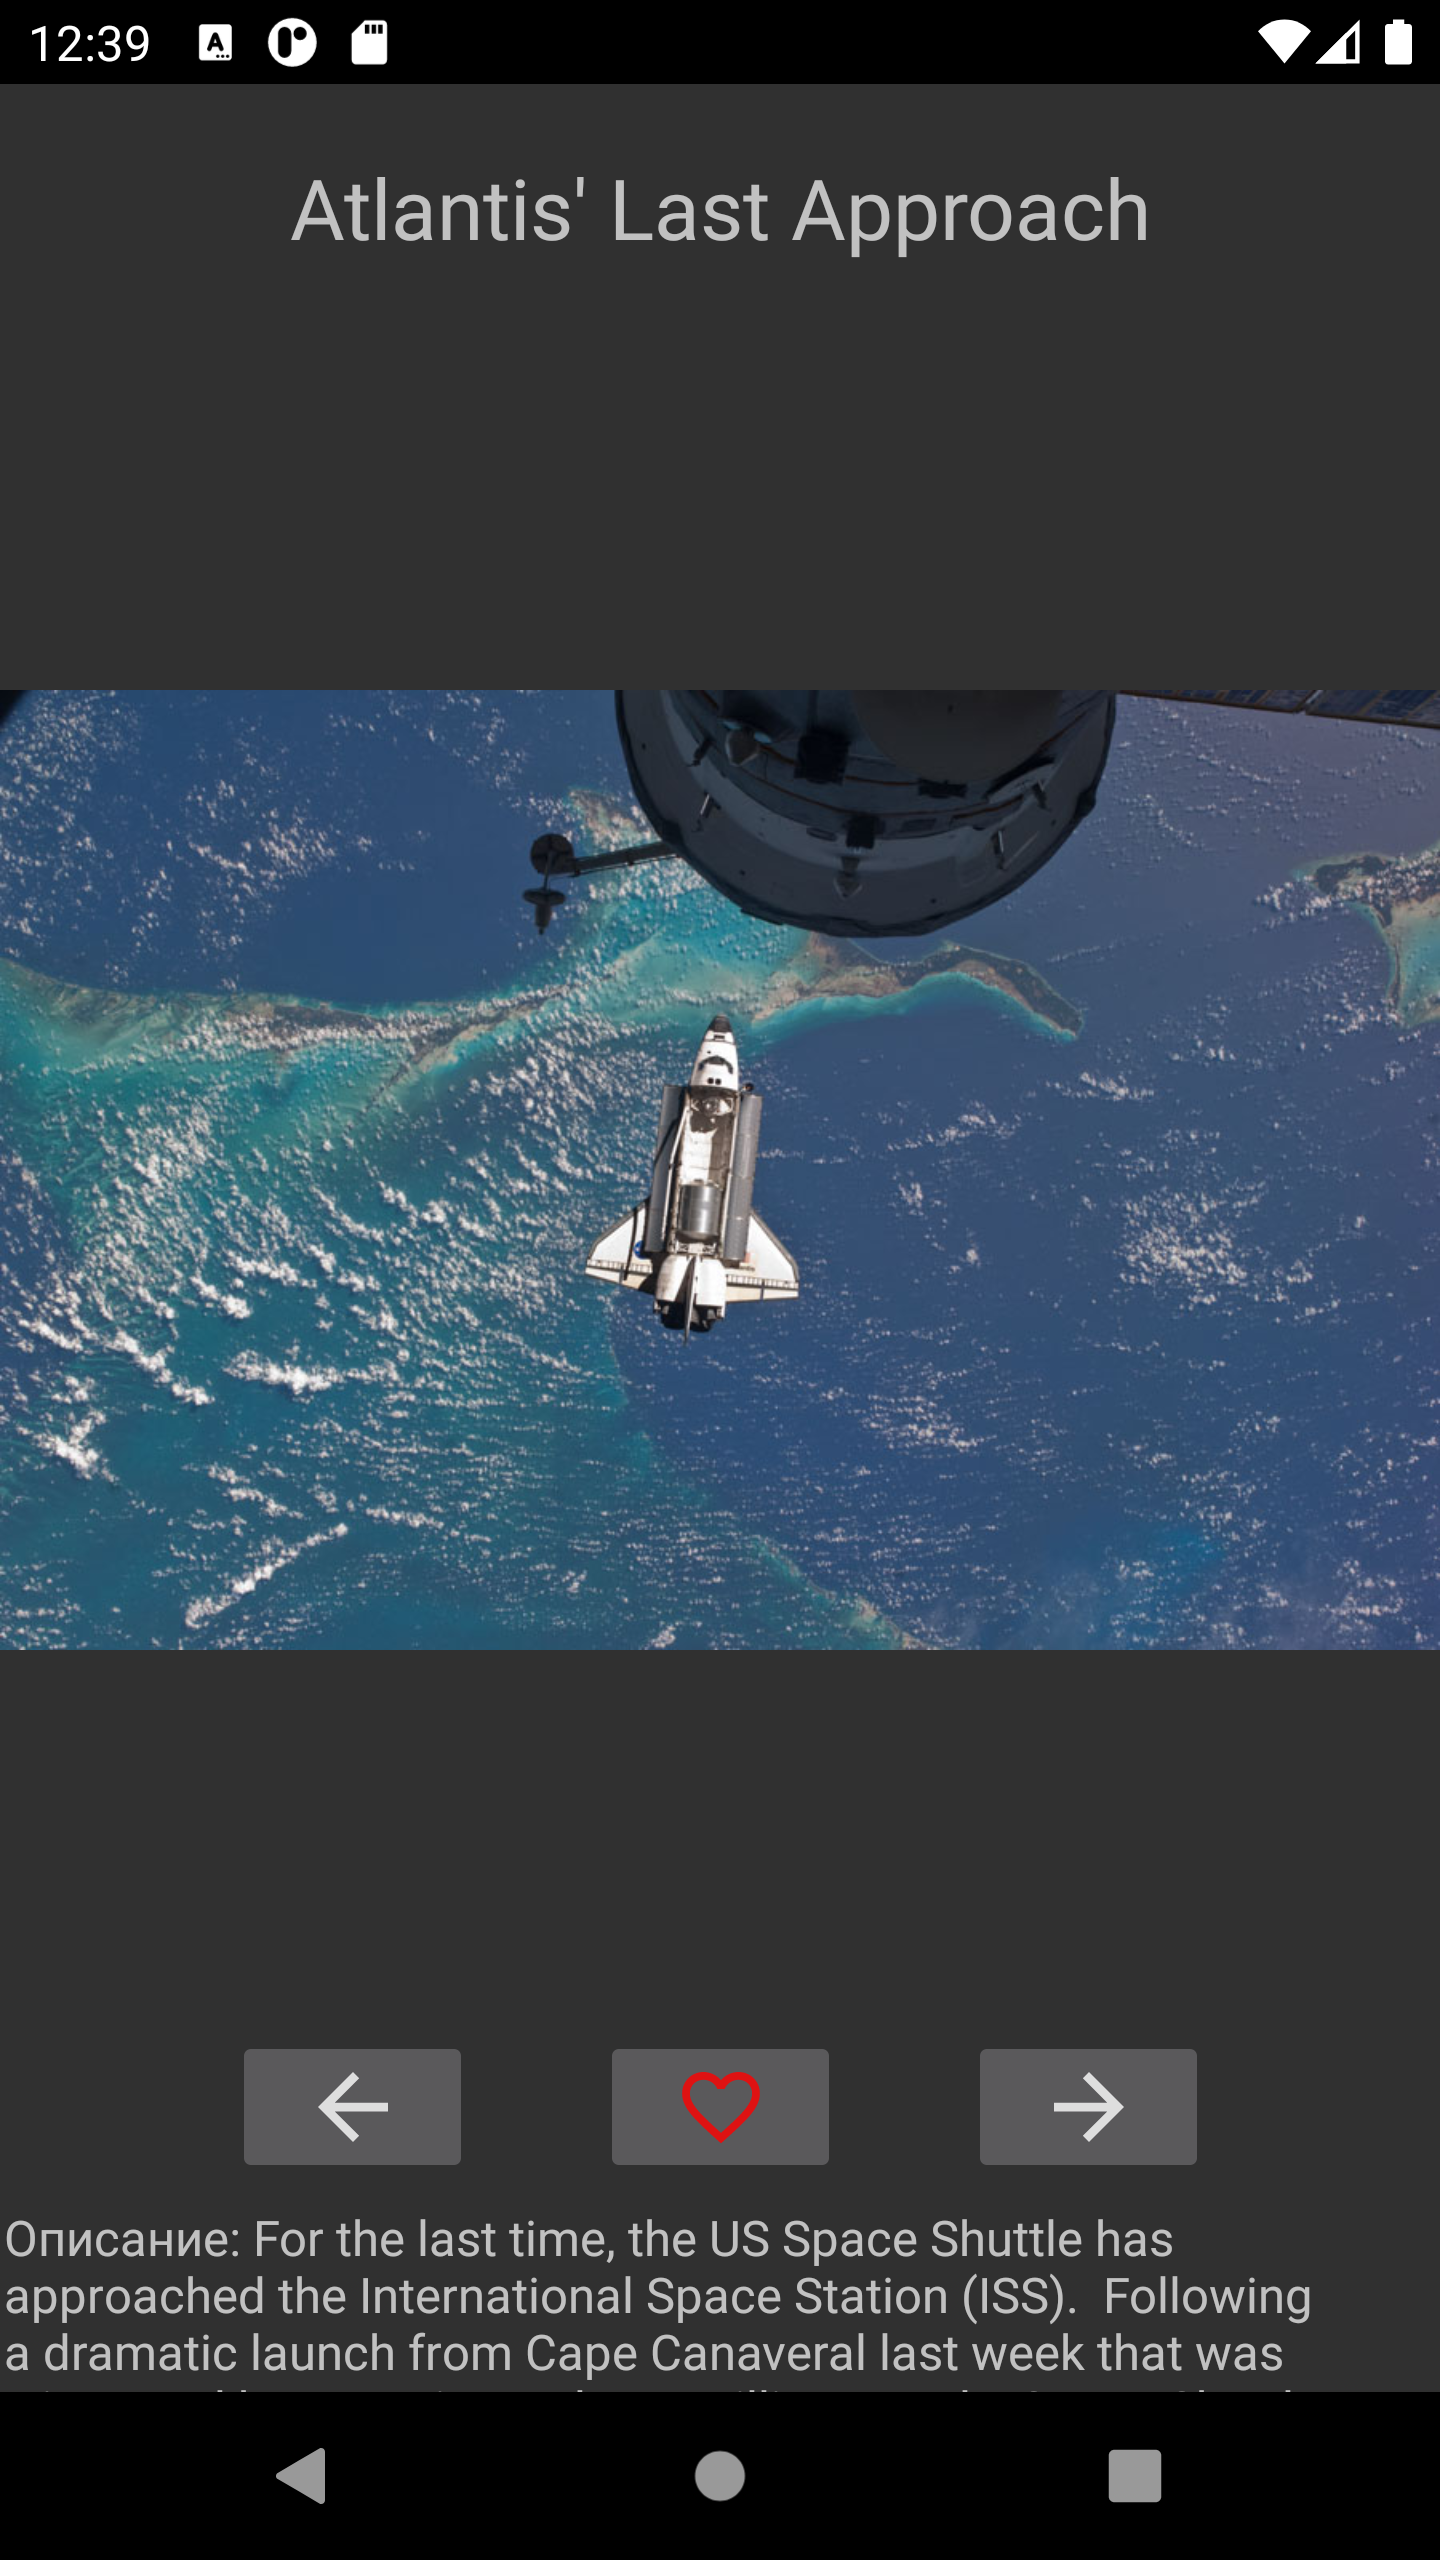 12:39
Atlantis' Last Approach
Описание: For the last time, the US Space Shuttle has
approached the International Space Station (ISS).  Following
a dramatic launch from Cape Canaveral last week that was